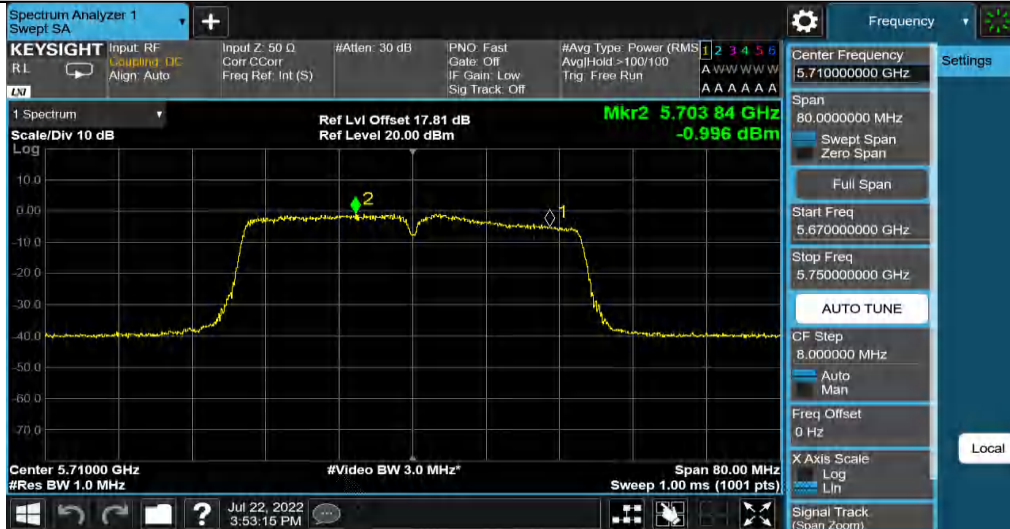 Spectrum Analyzer 1
Swept SA
+
Frequency
KEYSIGHT
RL
LXI
Input: RF
Coupling: DC
Align: Auto
Input Z: 50 Ω
Corr CCorr
Freq Ref: Int (S)
#Atten: 30 dB
PNO: Fast
Gate: Off
IF Gain: Low
Sig Track: Off
#Avg Type: Power (RMS
Avg|Hold >100/100
Trig: Free Run
1 2 3 4 5 6
A W W W W W
A A A A A A
Center Frequency
5.710000000 GHz
Settings
Span
80.0000000 MHz
Swept Span
Zero Span
Full Span
Start Freq
5.670000000 GHz
Stop Freq
5.750000000 GHz
AUTO TUNE
CF Step
8.000000 MHz
Auto
Man
Freq Offset
0 Hz
X Axis Scale
Log
Lin
Signal Track
(Span Zoom)
Local
1 Spectrum
Scale/Div 10 dB
Ref Lvl Offset 17.81 dB
Ref Level 20.00 dBm
Mkr2 5.703 84 GHz
-0.996 dBm
Log
10.0
0.00
-10.0
-20.0
-30.0
-40.0
-50.0
-60.0
-70.0
2
1
Center 5.71000 GHz
#Res BW 1.0 MHz
#Video BW 3.0 MHz*
Span 80.00 MHz
Sweep 1.00 ms (1001 pts)
?
Jul 22, 2022
3:53:15 PM